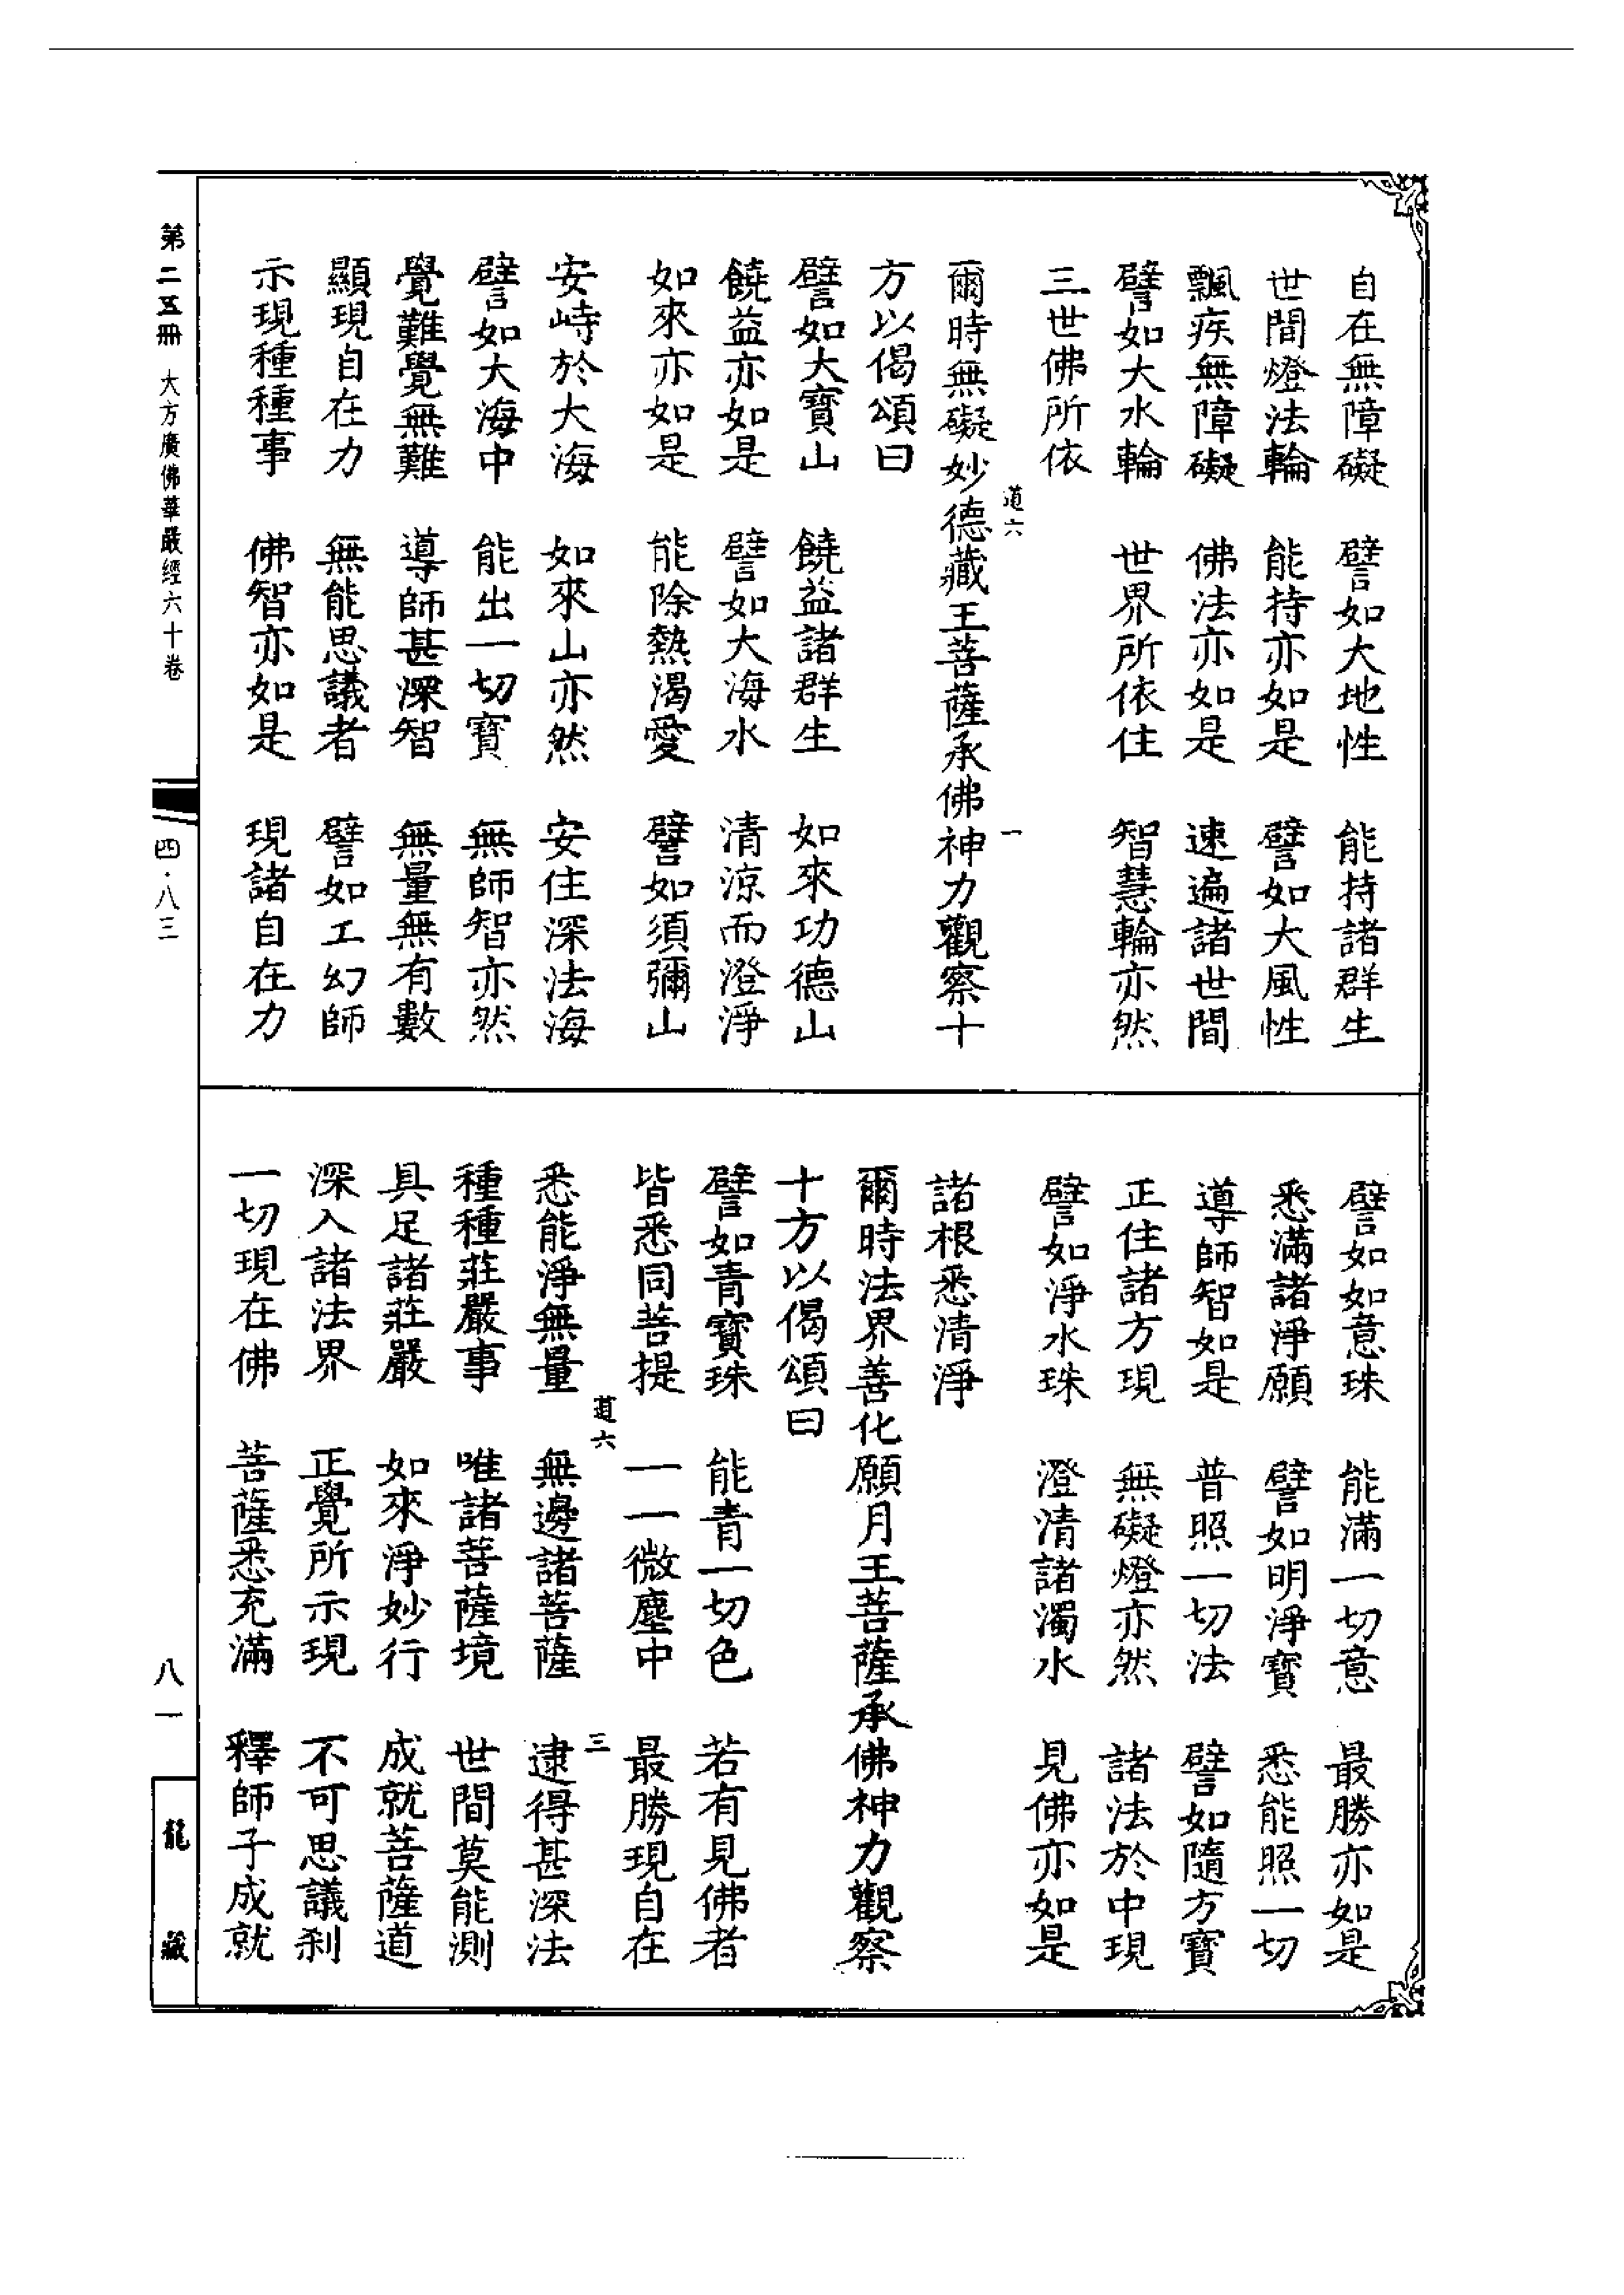 自在無障礙　譬如大地性　能持諸群生
世間燈法輪　能持亦如是　譬如大風性
飄疾無障礙　佛法亦如是　速遍諸世間
譬如大水輪　世界所依住　智慧輪亦然
三世佛所依
道六　一
爾時無礙妙德藏王菩薩承佛神力觀察十
方以偈頌曰
譬如大寶山　饒益諸群生　如來功德山
饒益亦如是　譬如大海水　清涼而澄淨
如來亦如是　能除熱渴愛　譬如須彌山
安峙於大海　如來山亦然　安住深法海
譬如大海中　能出一切寶　無師智亦然
覺難覺無難　導師甚深智　無量無有數
顯現自在力　無能思議者　譬如工幻師
示現種種事　佛智亦如是　現諸自在力
譬如如意珠　能滿一切意　最勝亦如是
悉滿諸淨願　譬如明淨寶　悉能照一切
導師智如是　普照一切法　譬如隨方寶
正住諸方現　無礙燈亦然　諸法於中現
譬如淨水珠　澄清諸濁水　見佛亦如是
諸根悉清淨
爾時法界善化願月王菩薩承佛神力觀察
十方以偈頌曰
譬如青寶珠　能青一切色　若有見佛者
皆悉同菩提　一一微塵中　最勝現自在
道六　三
悉能淨無量　無邊諸菩薩　逮得甚深法
種種莊嚴事　唯諸菩薩境　世間莫能測
具足諸莊嚴　如來淨妙行　成就菩薩道
深入諸法界　正覺所示現　不可思議刹
一切現在佛　菩薩悉充滿　釋師子成就
第二五冊　大方廣佛華嚴經六十卷　四·八三　八一　龍藏